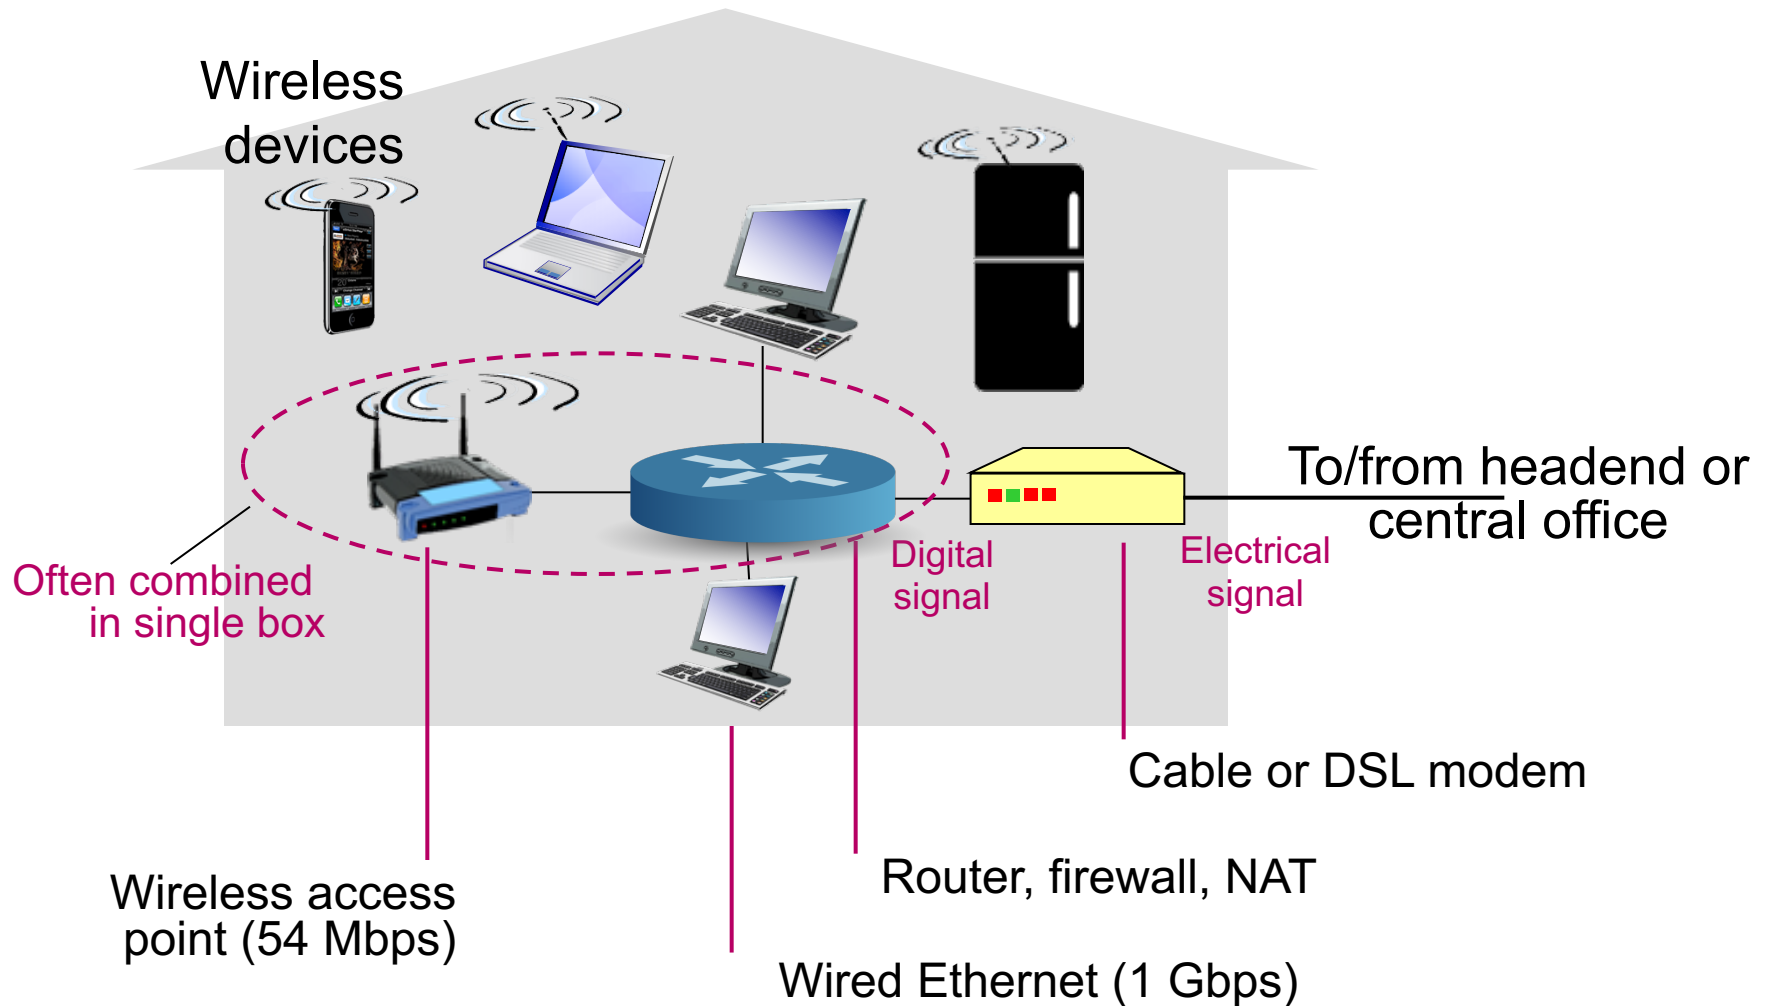 Wireless
devices
To/from headend or
central office
Digital
signal
Electrical
signal
Often combined
in single box
Cable or DSL modem
Router, firewall, NAT
Wireless access
point (54 Mbps)
Wired Ethernet (1 Gbps)